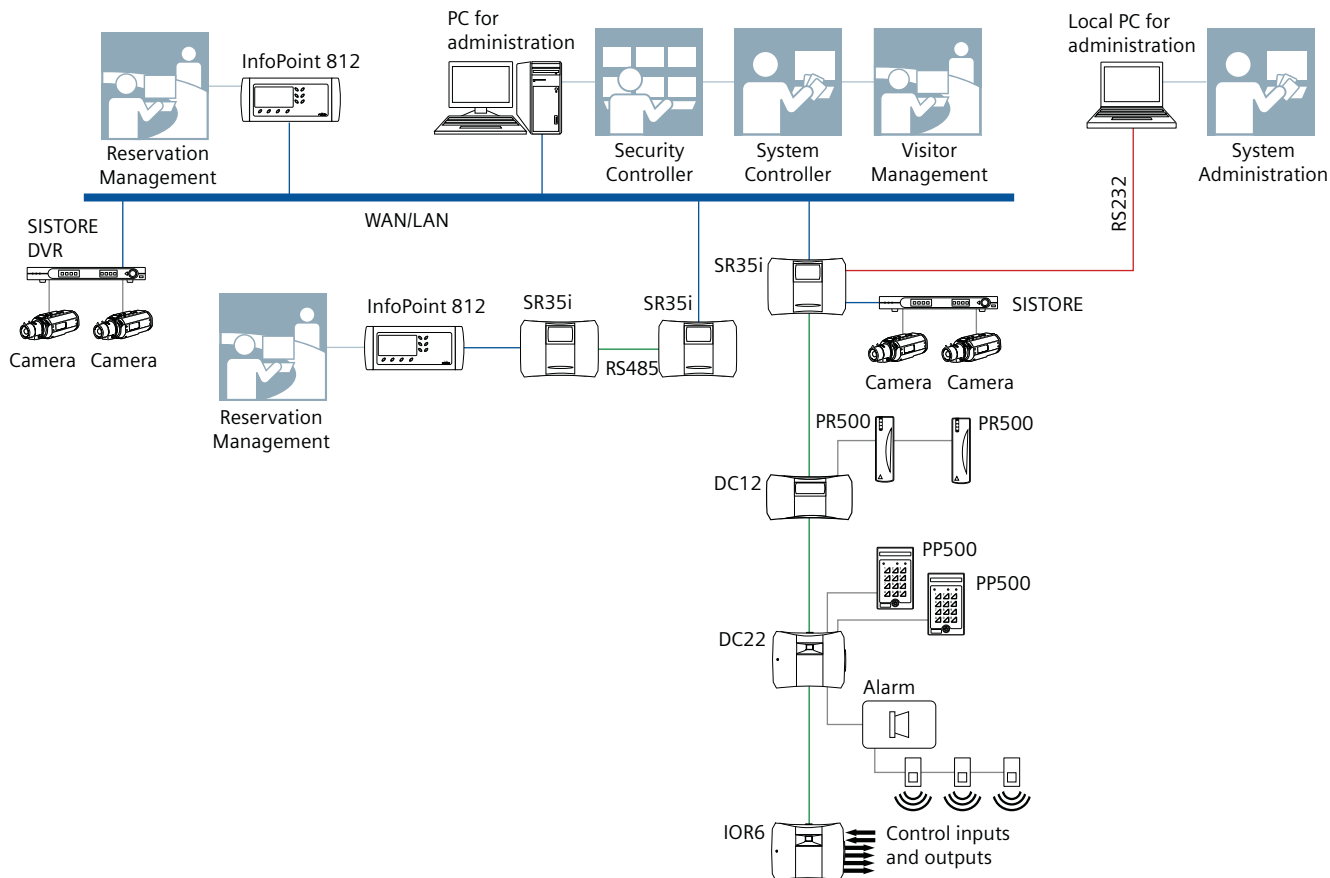 PC for
administration
Local PC for
administration
InfoPoint 812
Reservation
Management
Security
Controller
System
Controller
Visitor
Management
System
Administration
RS232
WAN/LAN
SISTORE
DVR
Camera
Camera
SR35i
SISTORE
Camera
Camera
InfoPoint 812
SR35i
SR35i
RS485
Reservation
Management
PR500
PR500
DC12
PP500
PP500
DC22
Alarm
IOR6
Control inputs
and outputs